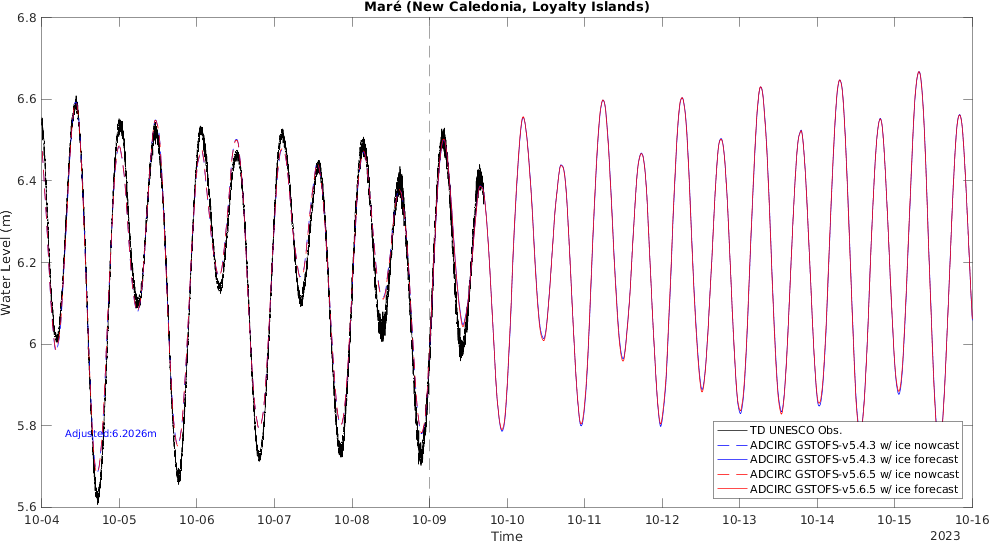 Maré (New Caledonia, Loyalty Islands)
6.8
6.6
6.4
6.2
6
5.8
5.6
Water Level (m)
Adjusted:6.2026m
TD UNESCO Obs.
ADCIRC GSTOFS-v5.4.3 w/ ice nowcast
ADCIRC GSTOFS-v5.4.3 w/ ice forecast
ADCIRC GSTOFS-v5.6.5 w/ ice nowcast
ADCIRC GSTOFS-v5.6.5 w/ ice forecast
10-04 10-05 10-06 10-07 10-08 10-09 10-10 10-11 10-12 10-13 10-14 10-15 10-16
Time
2023